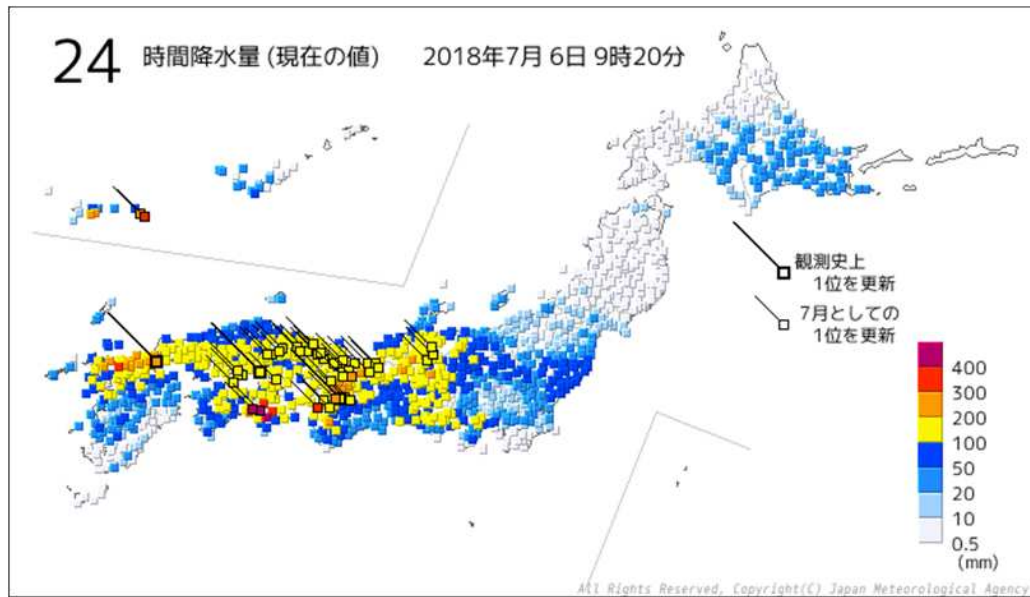 24 時間降水量 (現在の値) 2018年7月 6日 9時20分
観測史上
1位を更新
7月としての
1位を更新
400
300
200
100
50
20
10
0.5
(mm)
All Rights Reserved, Copyright(C) Japan Meteorological Agency